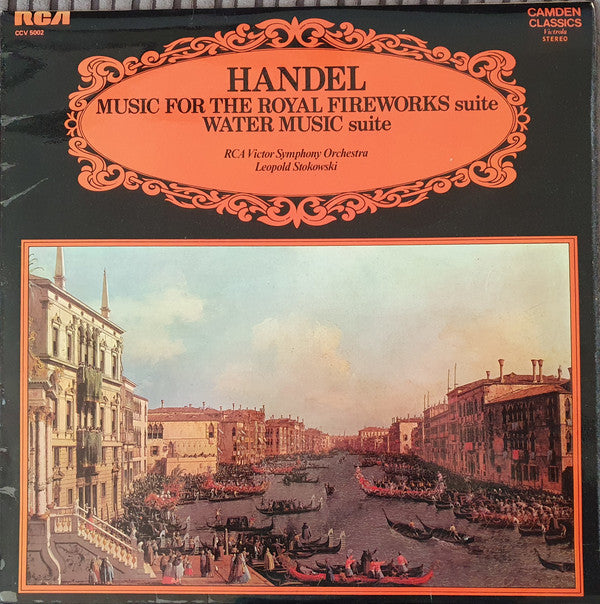 RCA
CCV 5002
CAMDEN
CLASSICS
Victrola
STEREO
HANDEL
MUSIC FOR THE ROYAL FIREWORKS suite
WATER MUSIC suite
RCA Victor Symphony Orchestra
Leopold Stokowski